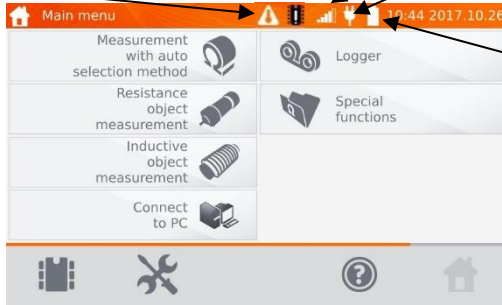 Main menu
10:44 2017.10.26
Measurement
with auto
selection method
Logger
Resistance
object
measurement
Special
functions
Inductive
object
measurement
Connect
to PC